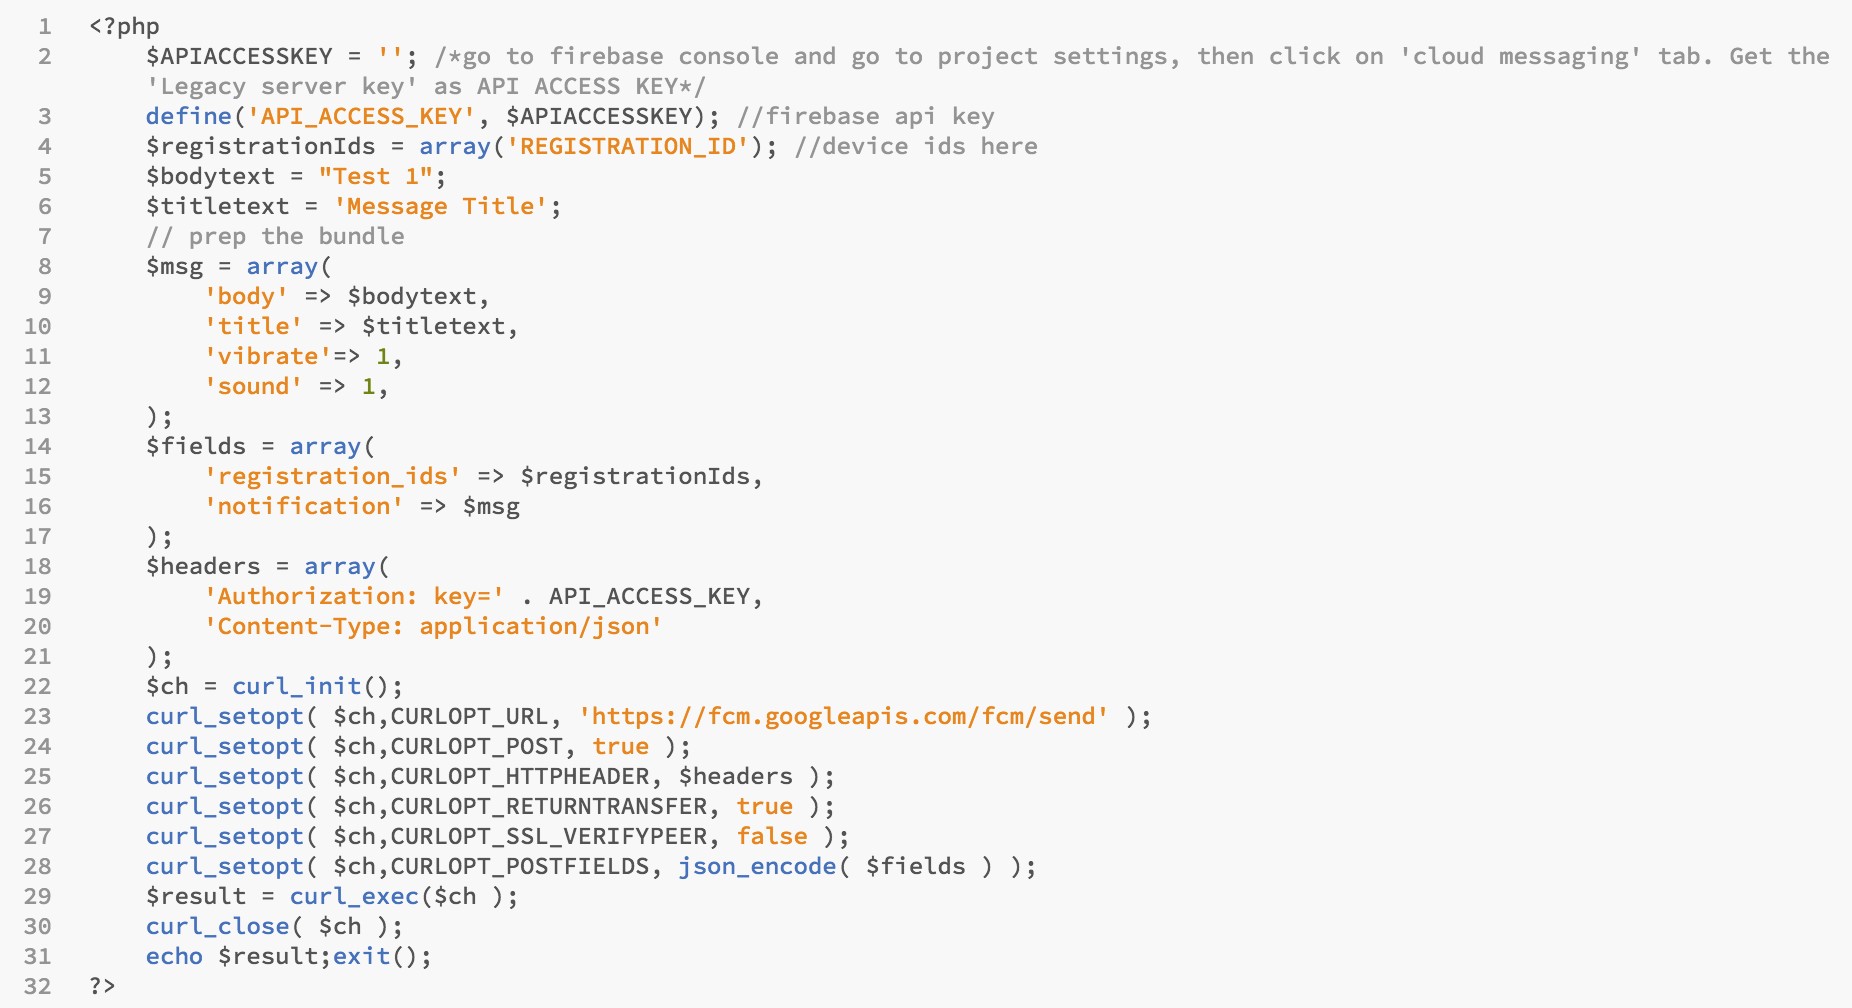 1 <?php
2 $APIACCESSKEY = ''; /*go to firebase console and go to project settings, then click on 'cloud messaging' tab. Get the
'Legacy server key' as API ACCESS KEY*/
3 define('API_ACCESS_KEY', $APIACCESSKEY); //firebase api key
4 $registrationIds = array('REGISTRATION_ID'); //device ids here
5 $bodytext = "Test 1";
6 $titletext = 'Message Title';
7 // prep the bundle
8 $msg = array(
9 'body' => $bodytext,
10 'title' => $titletext,
11 'vibrate'=> 1,
12 'sound' => 1,
13 );
14 $fields = array(
15 'registration_ids' => $registrationIds,
16 'notification' => $msg
17 );
18 $headers = array(
19 'Authorization: key=' . API_ACCESS_KEY,
20 'Content-Type: application/json'
21 );
22 $ch = curl_init();
23 curl_setopt( $ch,CURLOPT_URL, 'https://fcm.googleapis.com/fcm/send' );
24 curl_setopt( $ch,CURLOPT_POST, true );
25 curl_setopt( $ch,CURLOPT_HTTPHEADER, $headers );
26 curl_setopt( $ch,CURLOPT_RETURNTRANSFER, true );
27 curl_setopt( $ch,CURLOPT_SSL_VERIFYPEER, false );
28 curl_setopt( $ch,CURLOPT_POSTFIELDS, json_encode( $fields ) );
29 $result = curl_exec($ch );
30 curl_close( $ch );
31 echo $result;exit();
32 ?>